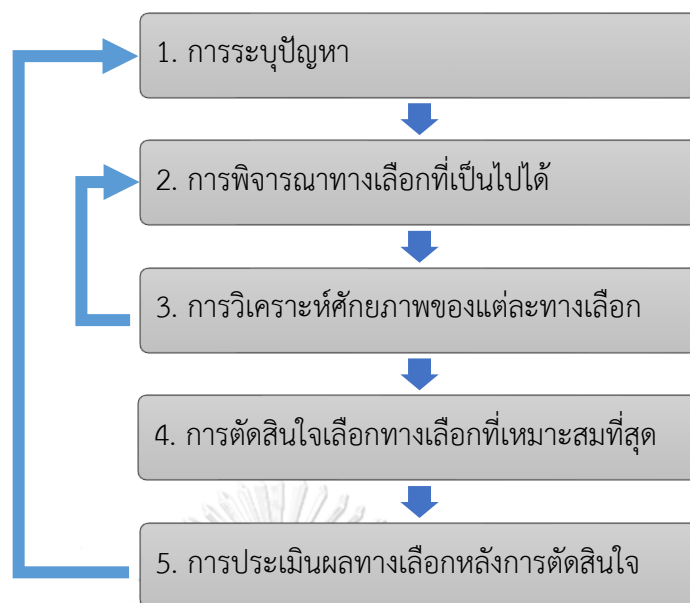 1. การระบุปัญหา
2. การพิจารณาทางเลือกที่เป็นไปได้
3. การวิเคราะห์ศักยภาพของแต่ละทางเลือก
4. การตัดสินใจเลือกทางเลือกที่เหมาะสมที่สุด
5. การประเมินผลทางเลือกหลังการตัดสินใจ